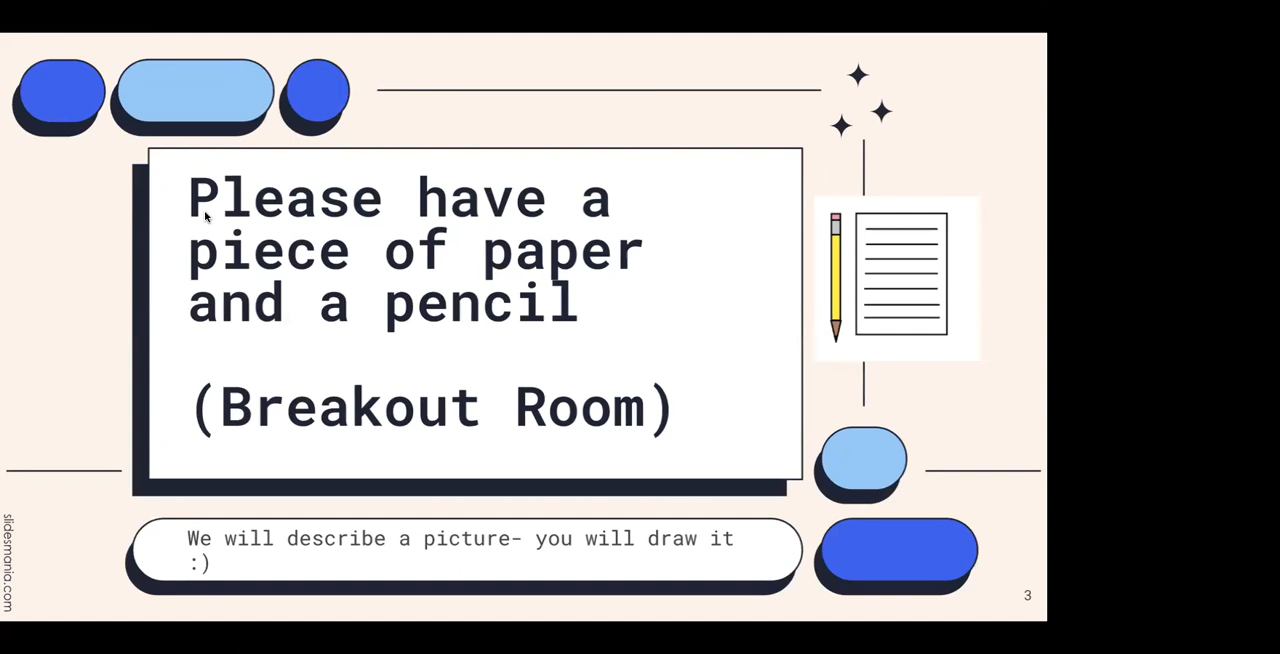 Please have a
piece of paper
and a pencil
(Breakout Room)
We will describe a picture- you will draw it
:)
slidesmania.com
3